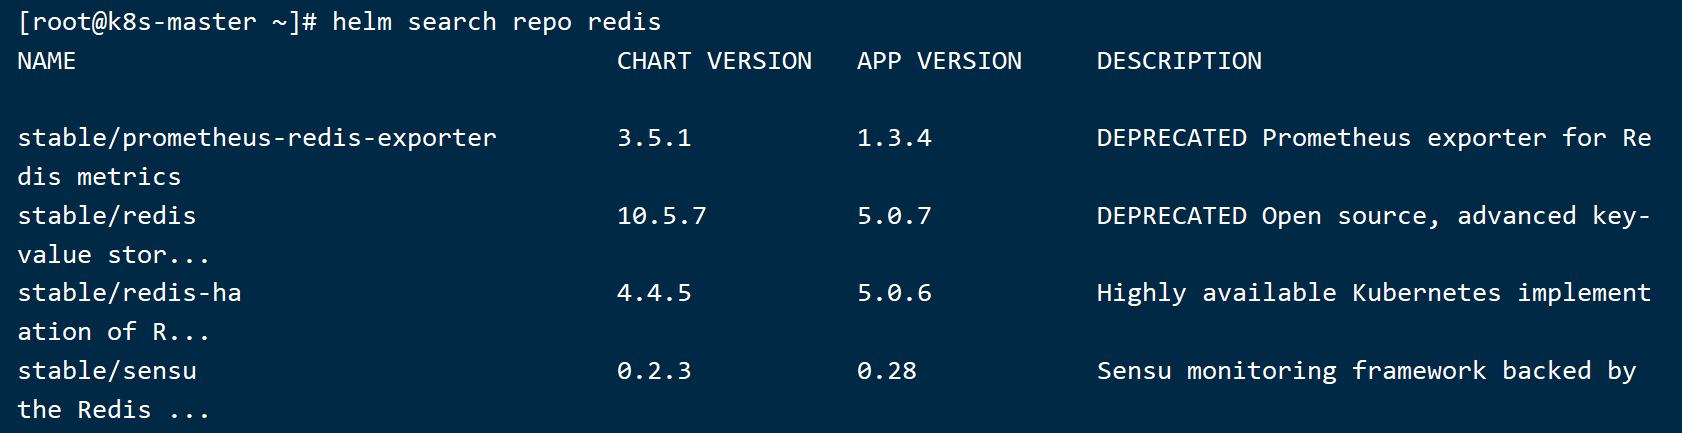 [root@k8s-master ~]# helm search repo redis
NAME                                    CHART VERSION   APP VERSION     DESCRIPTION
stable/prometheus-redis-exporter        3.5.1           1.3.4           DEPRECATED Prometheus exporter for Re
dis metrics
stable/redis                            10.5.7          5.0.7           DEPRECATED Open source, advanced key-
value stor...
stable/redis-ha                         4.4.5           5.0.6           Highly available Kubernetes implement
ation of R...
stable/sensu                            0.2.3           0.28            Sensu monitoring framework backed by
the Redis ...